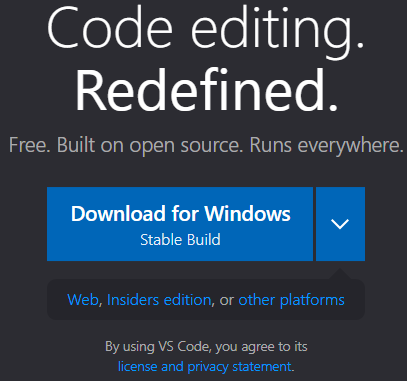 Code editing.
Redefined.
Free. Built on open source. Runs everywhere.
Download for Windows
Stable Build
Web, Insiders edition, or other platforms
By using VS Code, you agree to its
license and privacy statement.